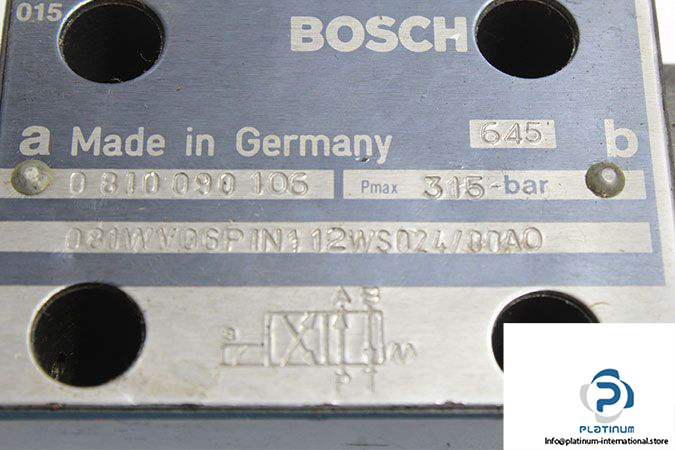 015
BOSCH
a Made in Germany 645 b
0 810 090 106 Pmax 315-bar
081WV06P1N112WS024/00A0
A B
a
P T
PLATINUM
Info@platinum-international.store